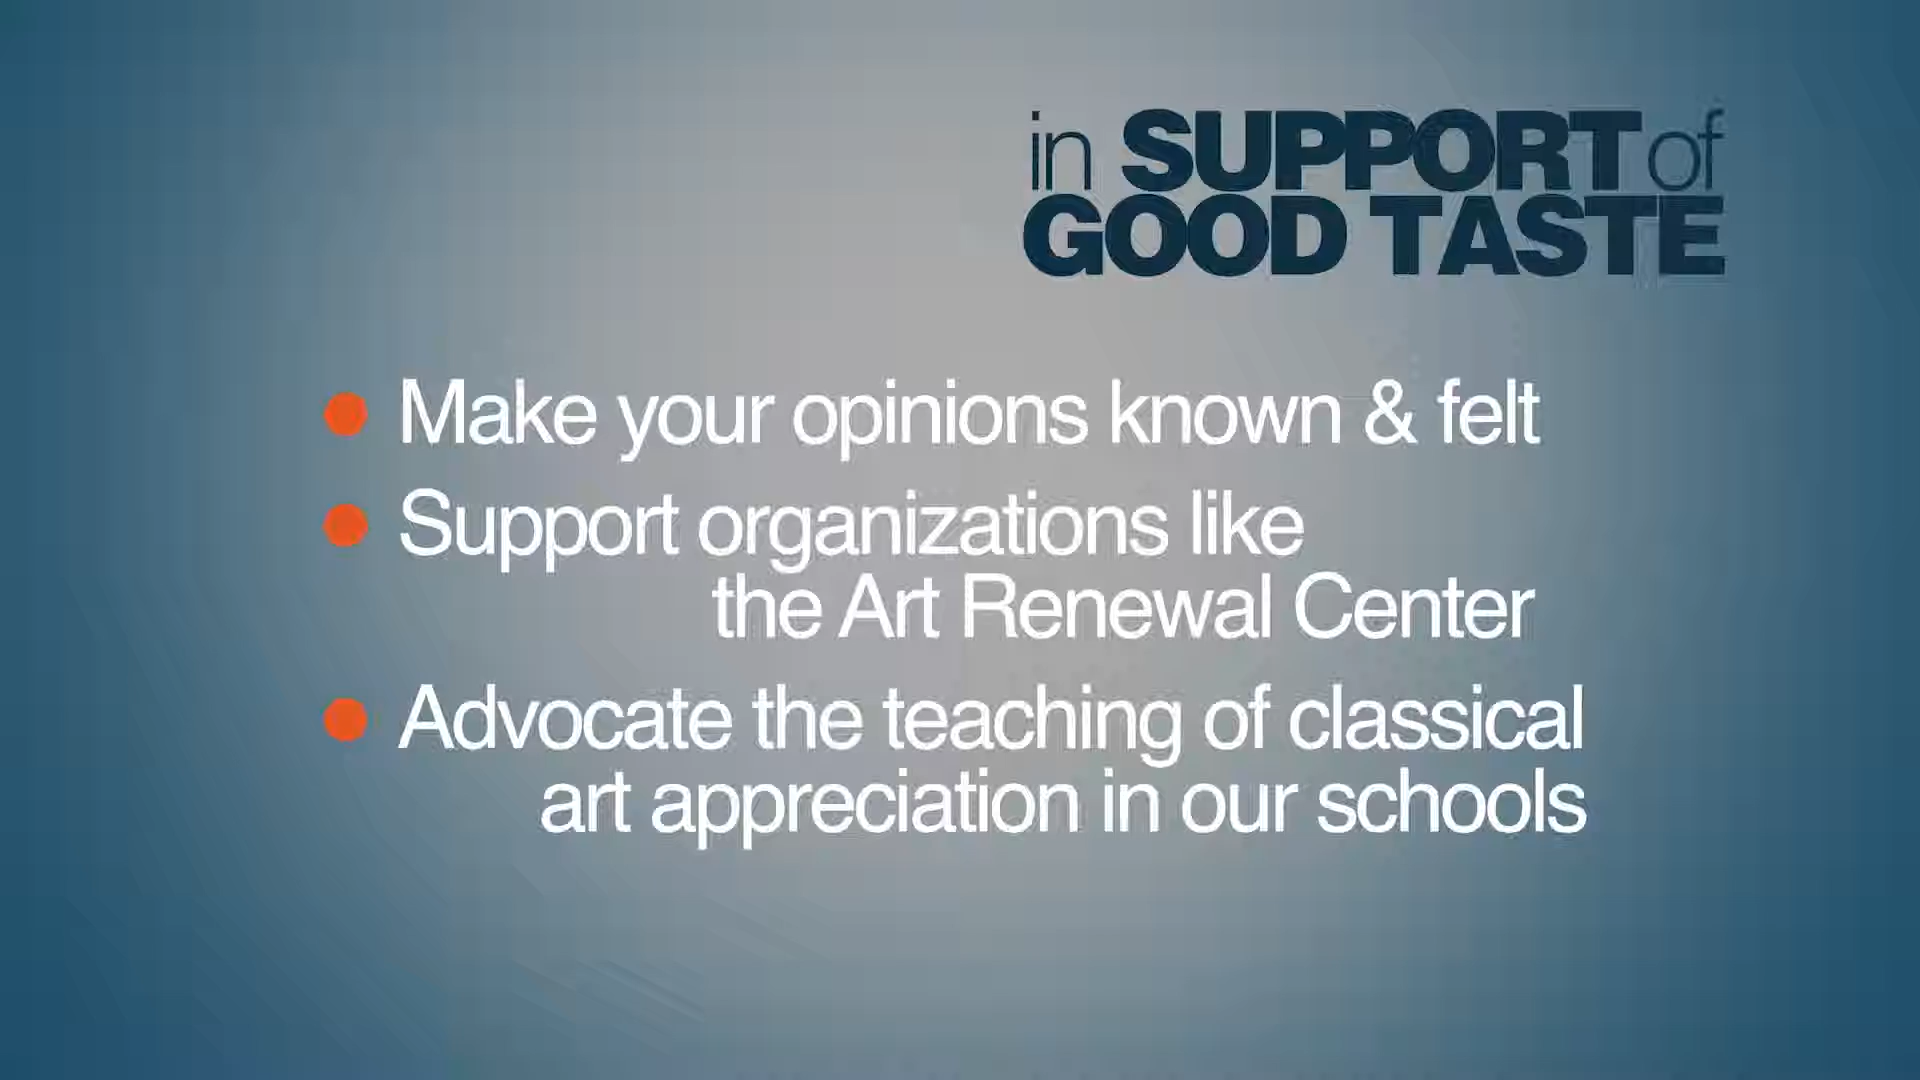 in SUPPORT of
GOOD TASTE
Make your opinions known & felt
Support organizations like
the Art Renewal Center
Advocate the teaching of classical
art appreciation in our schools